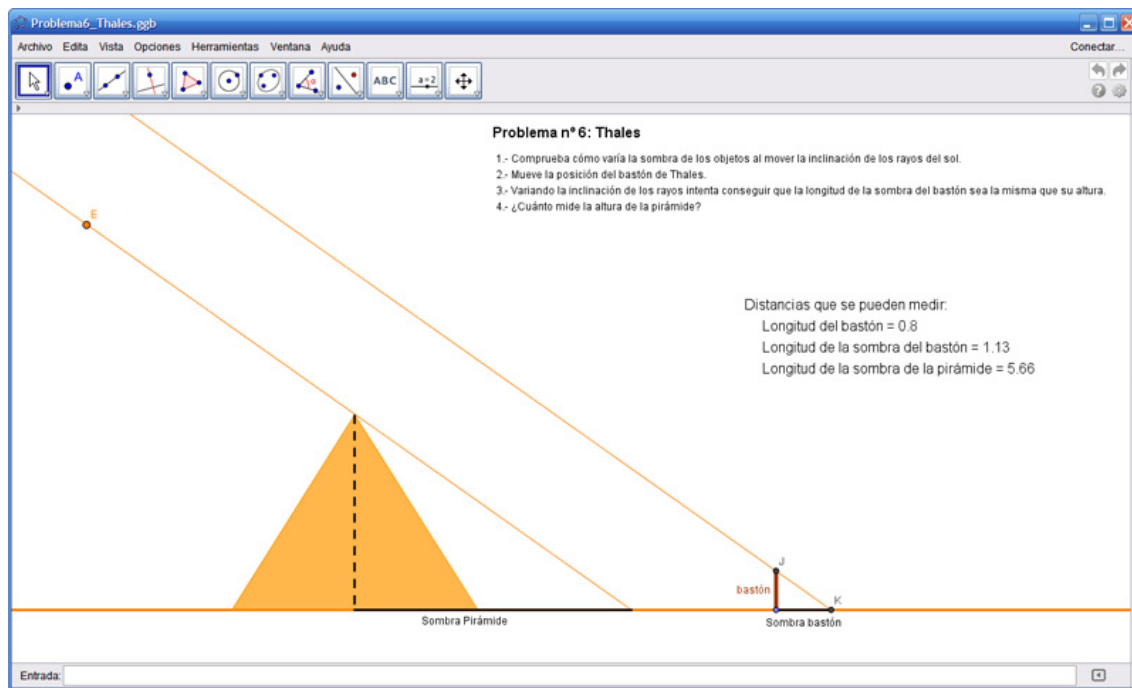 Problema6_Thales.ggb
Archivo Edita Vista Opciones Herramientas Ventana Ayuda
Conectar...
A
ABC
a=2
Problema nº 6: Thales
1.- Comprueba cómo varía la sombra de los objetos al mover la inclinación de los rayos del sol.
2.- Mueve la posición del bastón de Thales.
3.- Variando la inclinación de los rayos intenta conseguir que la longitud de la sombra del bastón sea la misma que su altura.
4.- ¿Cuánto mide la altura de la pirámide?
E
Distancias que se pueden medir:
Longitud del bastón = 0.8
Longitud de la sombra del bastón = 1.13
Longitud de la sombra de la pirámide = 5.66
J
bastón
K
Sombra Pirámide
Sombra bastón
Entrada: